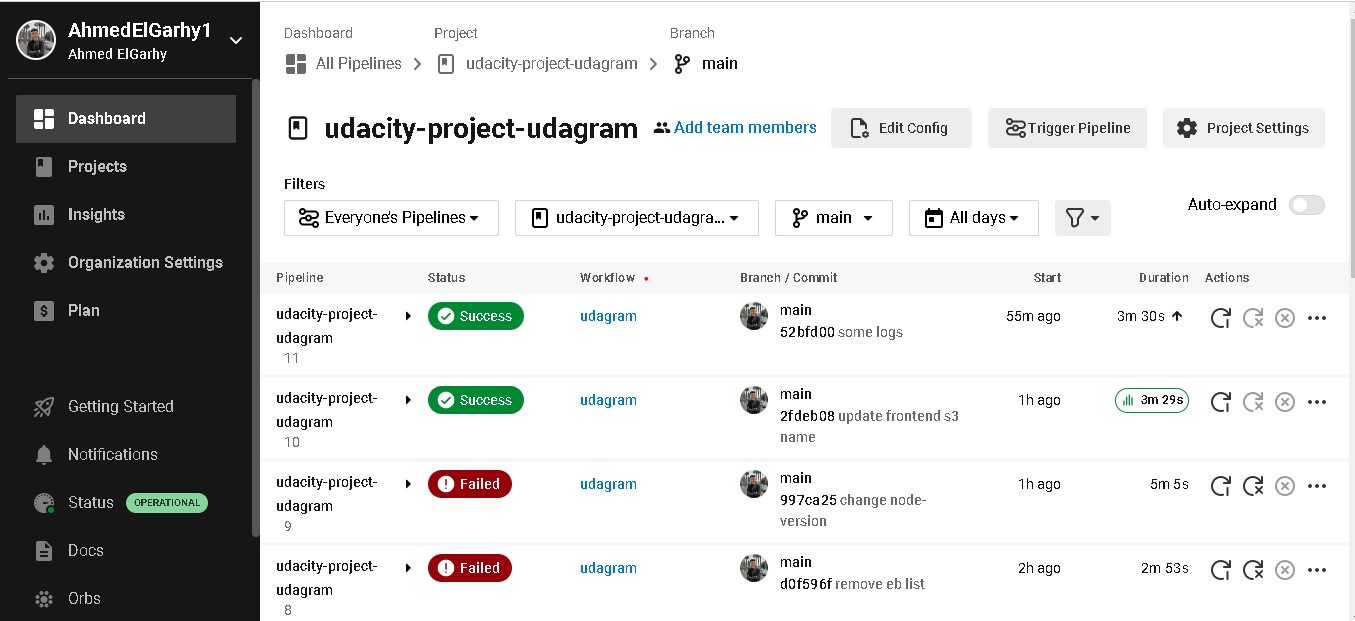 AhmedElGarhy1
Ahmed ElGarhy
Dashboard
Projects
Insights
Organization Settings
Plan
Getting Started
Notifications
Status OPERATIONAL
Docs
Orbs
Dashboard Project Branch
All Pipelines udacity-project-udagram main
udacity-project-udagram Add team members Edit Config Trigger Pipeline Project Settings
Filters
Everyone's Pipelines udacity-project-udagra... main All days Auto-expand
Pipeline Status Workflow Branch / Commit Start Duration Actions
udacity-project-
udagram
11
Success udagram main
52bfd00 some logs
55m ago 3m 30s
udacity-project-
udagram
10
Success udagram main
2fdeb08 update frontend s3
name
1h ago 3m 29s
udacity-project-
udagram
9
Failed udagram main
997ca25 change node-
version
1h ago 5m 5s
udacity-project-
udagram
8
Failed udagram main
d0f596f remove eb list
2h ago 2m 53s